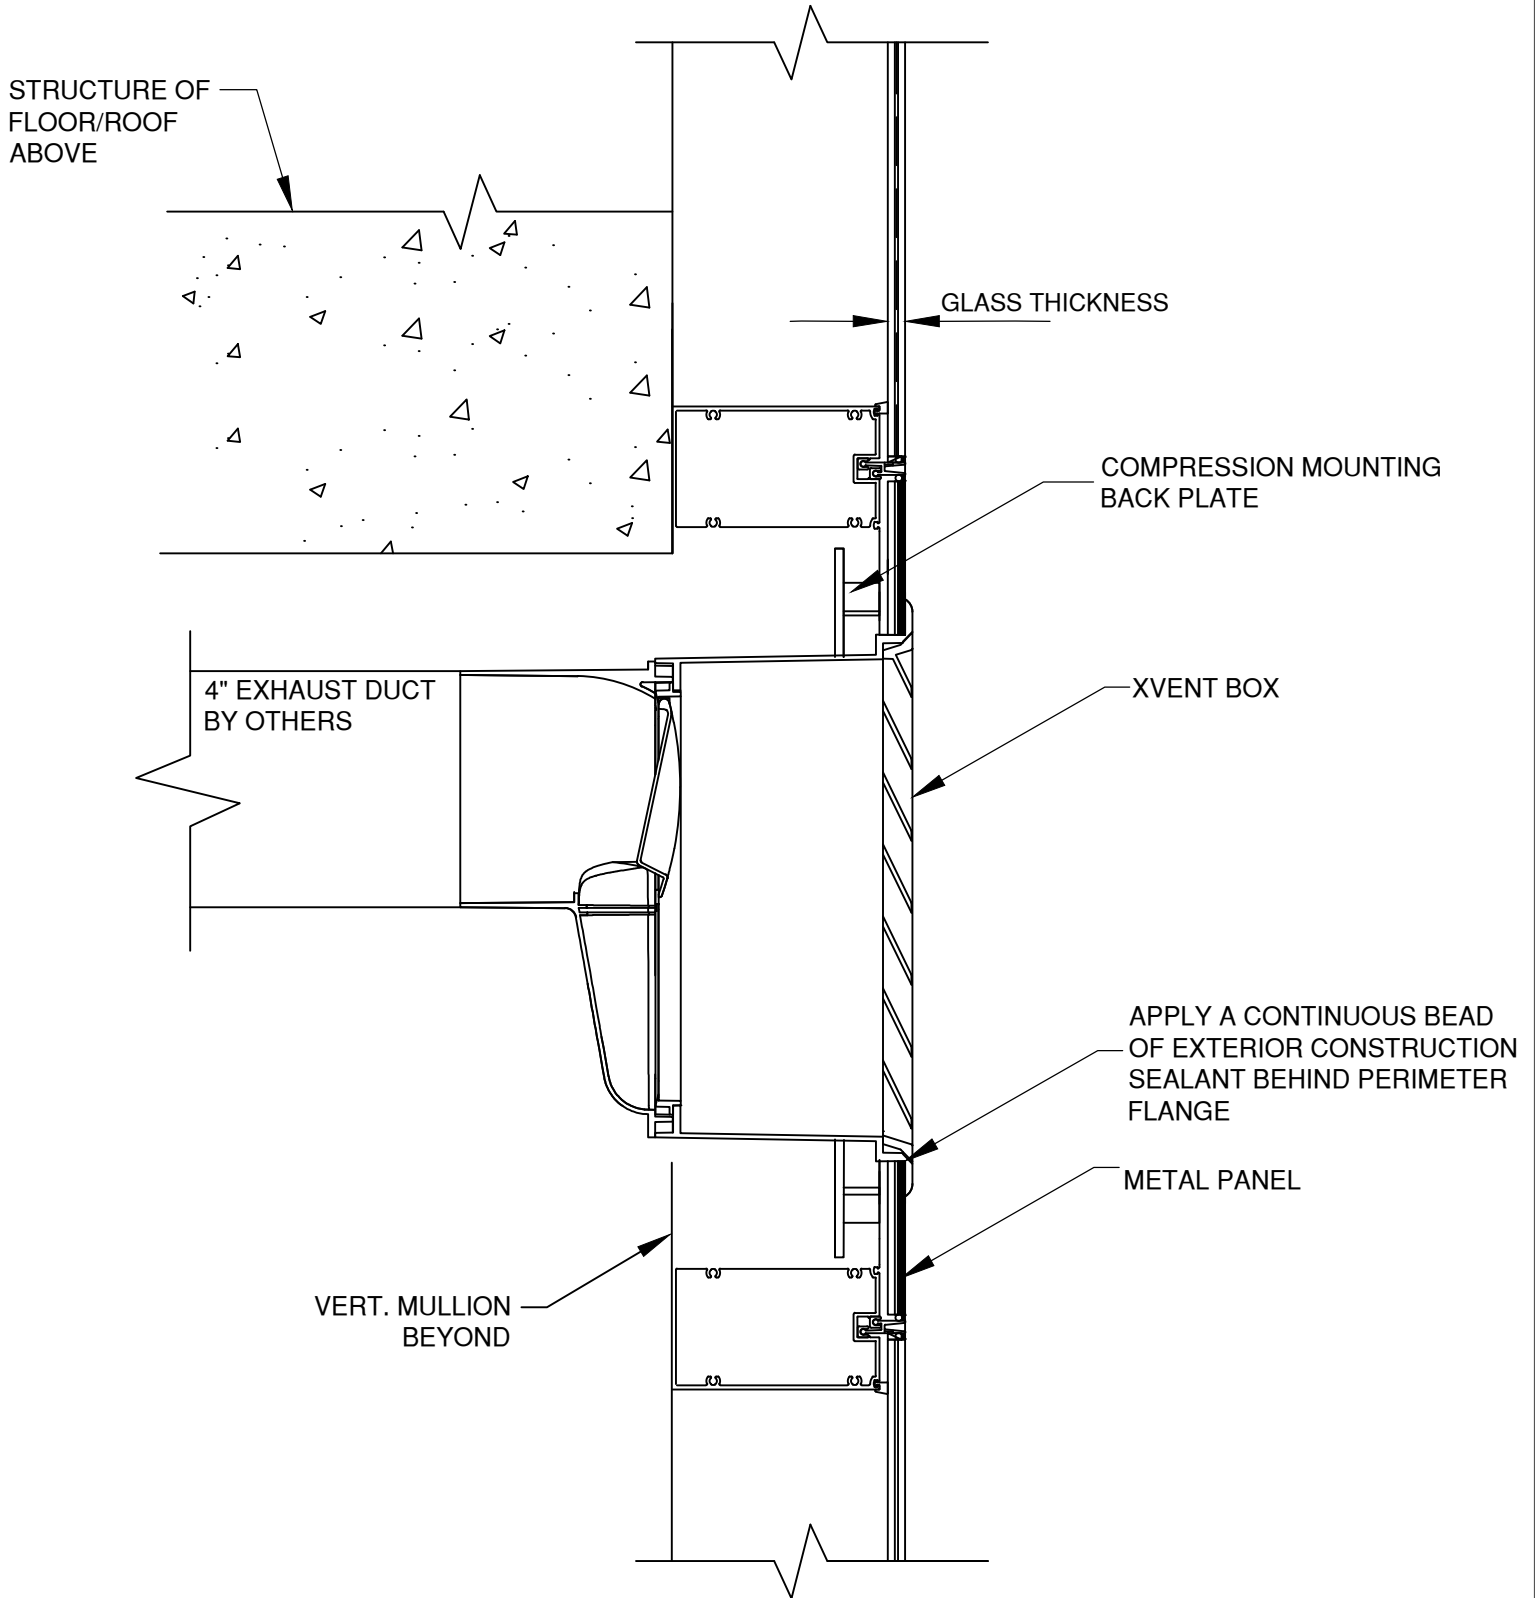 STRUCTURE OF
FLOOR/ROOF
ABOVE
GLASS THICKNESS
COMPRESSION MOUNTING
BACK PLATE
4" EXHAUST DUCT
BY OTHERS
XVENT BOX
APPLY A CONTINUOUS BEAD
OF EXTERIOR CONSTRUCTION
SEALANT BEHIND PERIMETER
FLANGE
METAL PANEL
VERT. MULLION
BEYOND